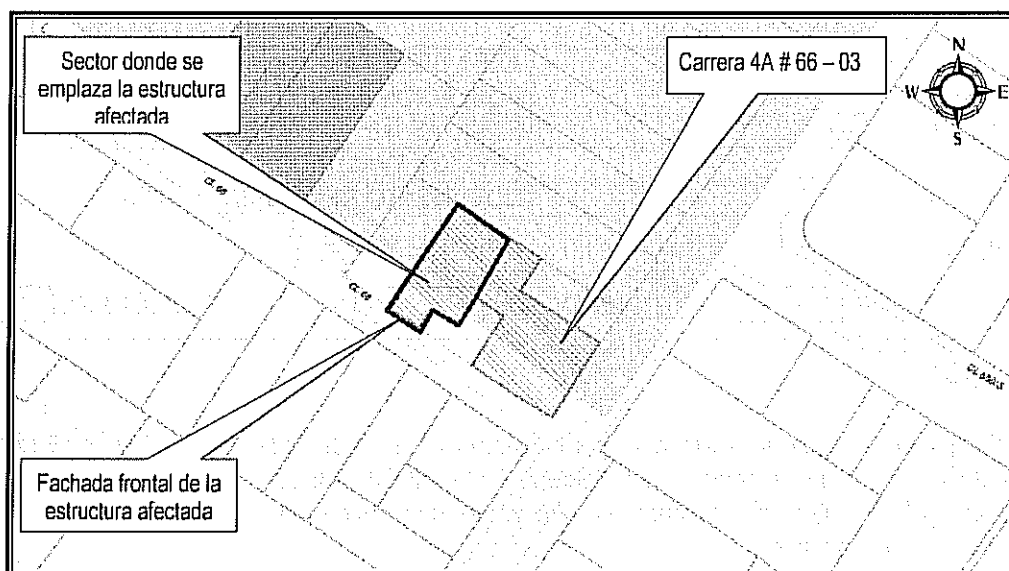 Sector donde se
emplaza la estructura
afectada
Carrera 4A # 66 – 03
N
W
E
S
Fachada frontal de la
estructura afectada